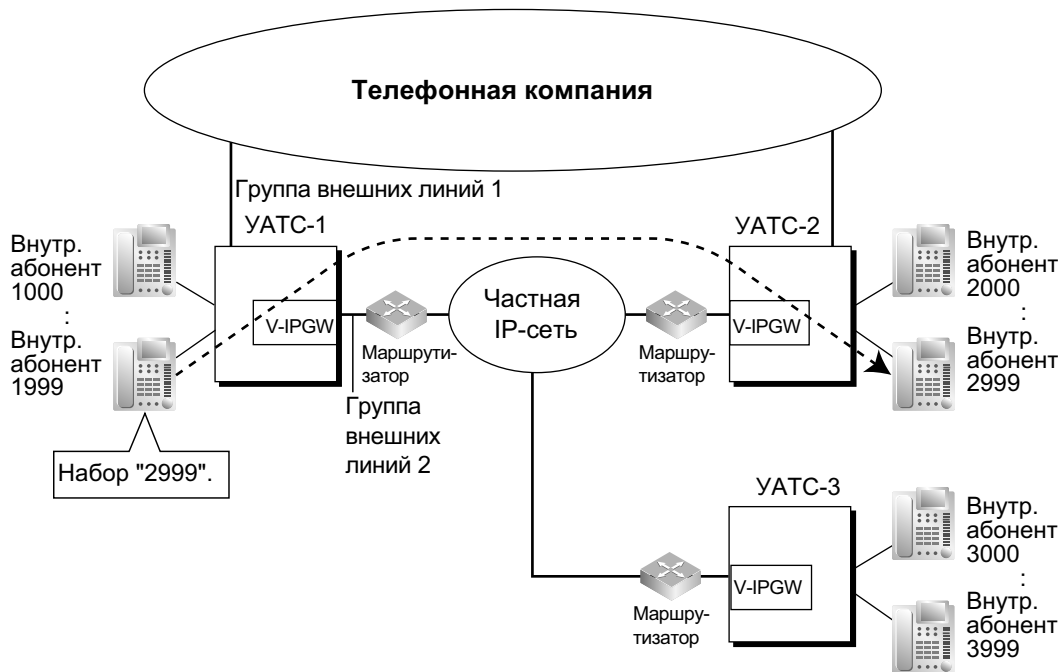 Телефонная компания
Группа внешних линий 1
УАТС-1
УАТС-2
Внутр.
абонент
1000
:
Внутр.
абонент
1999
V-IPGW
Маршрути-
затор
Частная
IP-сеть
Маршру-
тизатор
V-IPGW
Внутр.
абонент
2000
:
Внутр.
абонент
2999
Группа
внешних
линий 2
Набор "2999".
УАТС-3
Маршру-
тизатор
V-IPGW
Внутр.
абонент
3000
:
Внутр.
абонент
3999